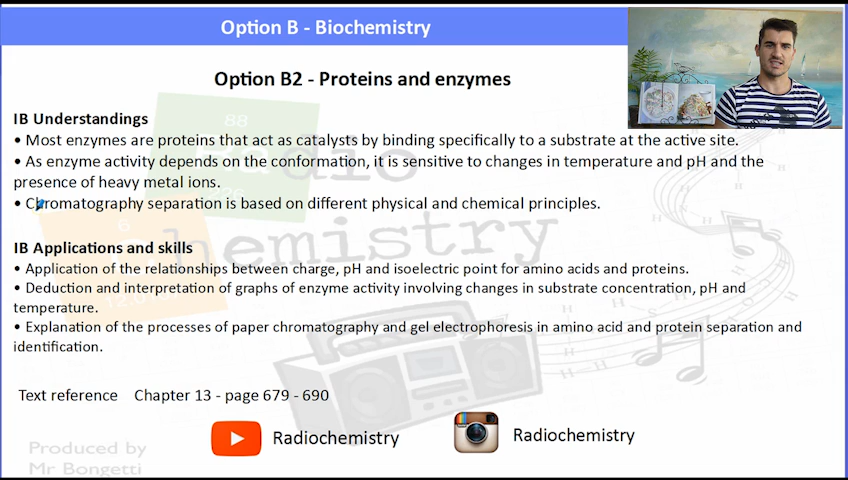 Option B - Biochemistry
Option B2 - Proteins and enzymes
IB Understandings
• Most enzymes are proteins that act as catalysts by binding specifically to a substrate at the active site.
• As enzyme activity depends on the conformation, it is sensitive to changes in temperature and pH and the
presence of heavy metal ions.
• Chromatography separation is based on different physical and chemical principles.
IB Applications and skills
• Application of the relationships between charge, pH and isoelectric point for amino acids and proteins.
• Deduction and interpretation of graphs of enzyme activity involving changes in substrate concentration, pH and
temperature.
• Explanation of the processes of paper chromatography and gel electrophoresis in amino acid and protein separation and
identification.
Text reference Chapter 13 - page 679 - 690
Radiochemistry
Radiochemistry
Produced by
Mr Bongetti
88
Ra dio
226
6
C hemistry